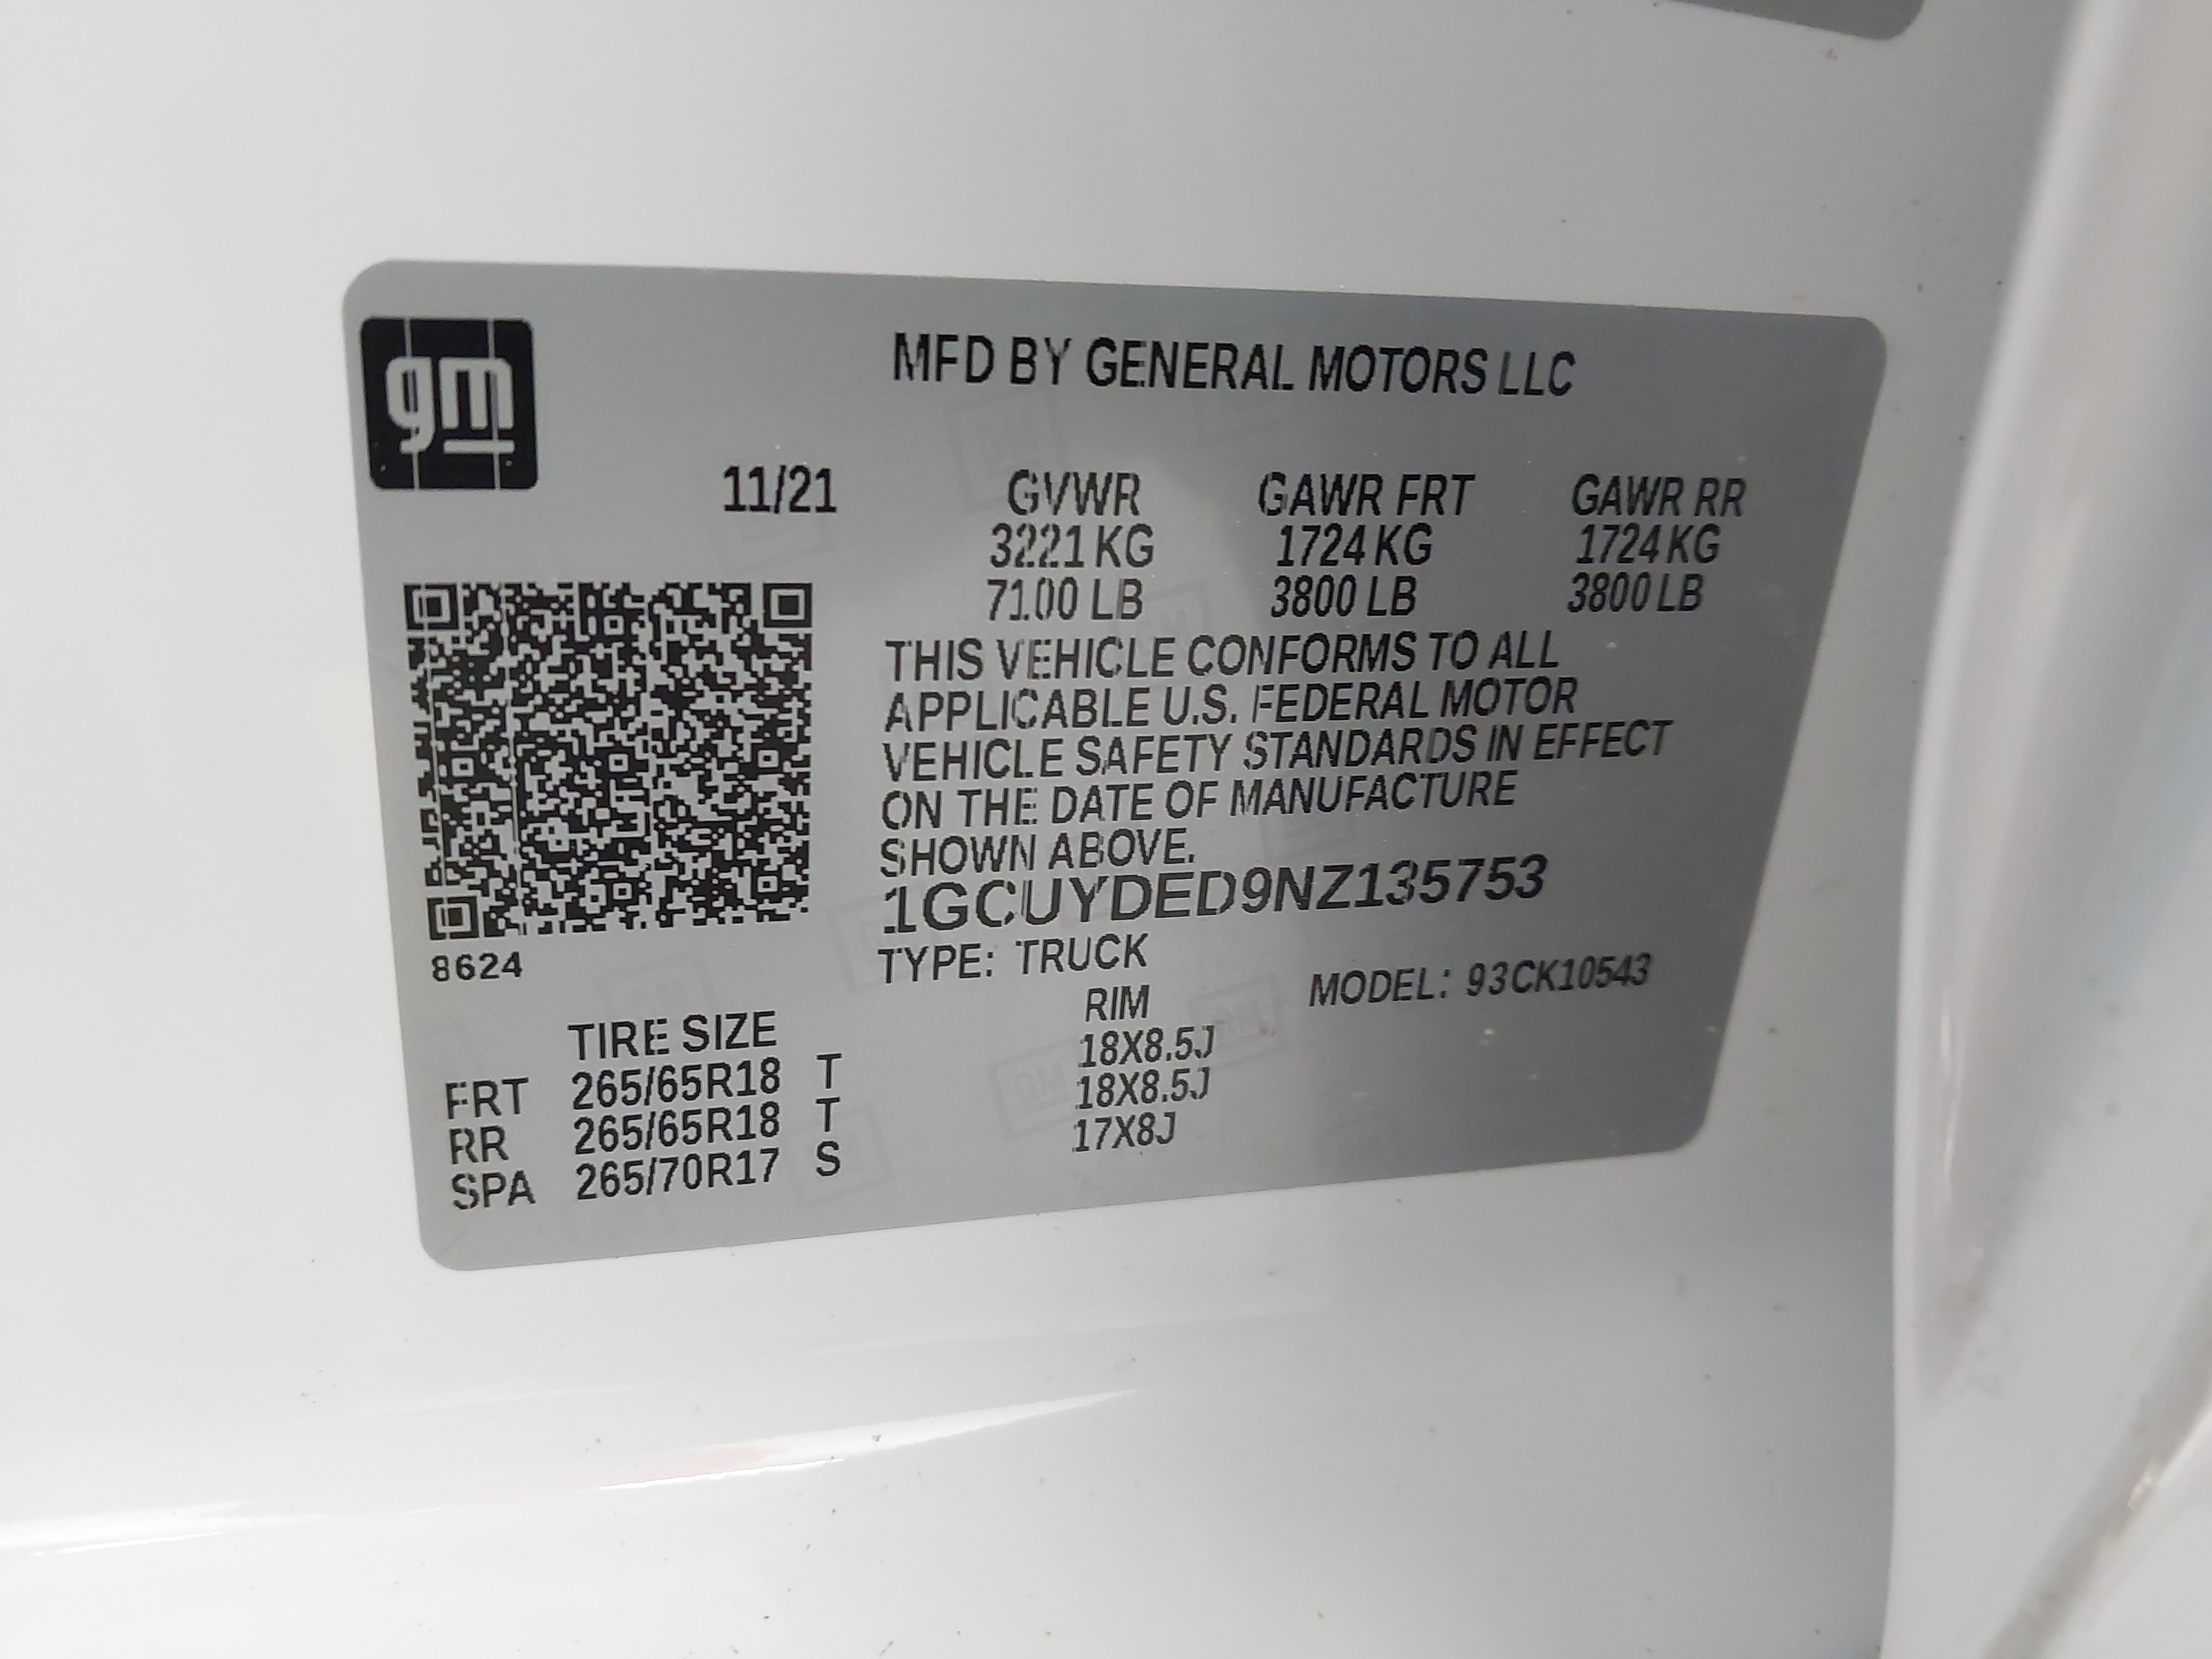 gm
MFD BY GENERAL MOTORS LLC
11/21 GVWR GAWR FRT GAWR RR
3221 KG 1724 KG 1724 KG
7100 LB 3800 LB 3800 LB
THIS VEHICLE CONFORMS TO ALL
APPLICABLE U.S. FEDERAL MOTOR
VEHICLE SAFETY STANDARDS IN EFFECT
ON THE DATE OF MANUFACTURE
SHOWN ABOVE.
1GCUYDED9NZ135753
8624
TYPE: TRUCK MODEL: 93CK10543
TIRE SIZE RIM
FRT 265/65R18 T 18X8.5J
RR 265/65R18 T 18X8.5J
SPA 265/70R17 S 17X8J